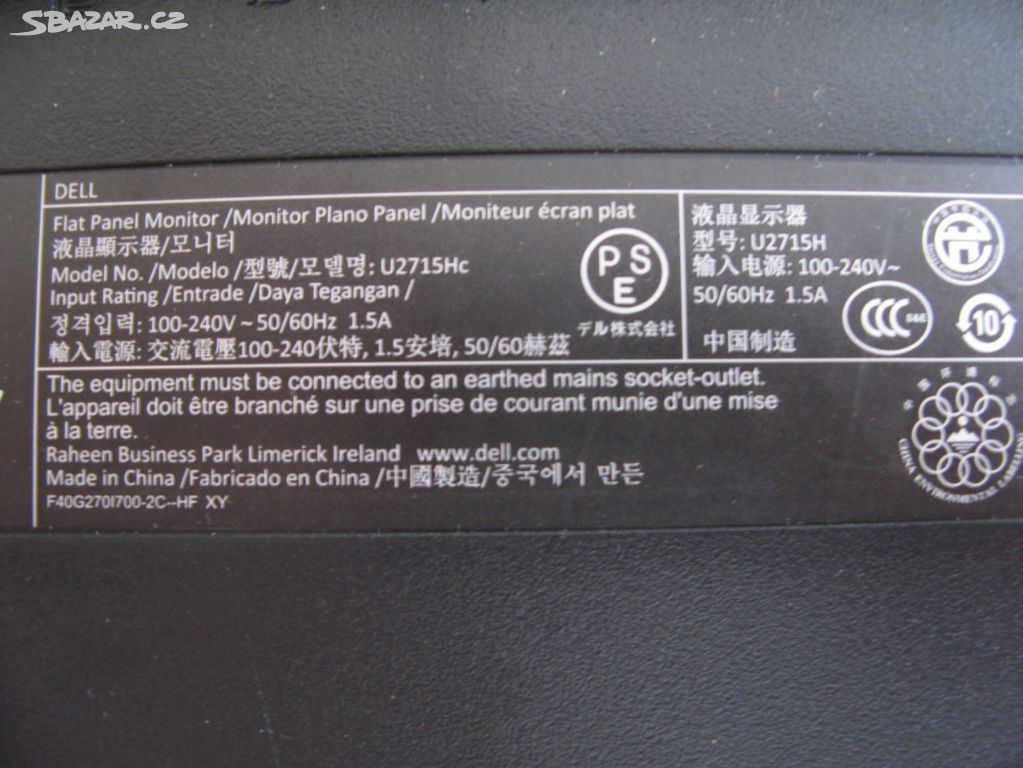 SBAZAR.CZ
DELL
Flat Panel Monitor /Monitor Plano Panel /Moniteur écran plat
液晶顯示器/모니터
Model No. /Modelo /型號/모델명: U2715Hc
Input Rating /Entrade /Daya Tegangan /
정격입력: 100-240V ~ 50/60Hz 1.5A
輸入電源: 交流電壓100-240伏特, 1.5安培, 50/60赫茲
PSE
デル株式会社
液晶显示器
型号: U2715H
输入电源: 100-240V~
50/60Hz 1.5A
中国制造
CCC S&E
10
The equipment must be connected to an earthed mains socket-outlet.
L'appareil doit être branché sur une prise de courant munie d'une mise
à la terre.
Raheen Business Park Limerick Ireland www.dell.com
Made in China /Fabricado en China /中國製造/중국에서 만든
F40G270I700-2C--HF XY
CHINA ENVIRONMENTAL LABELLING